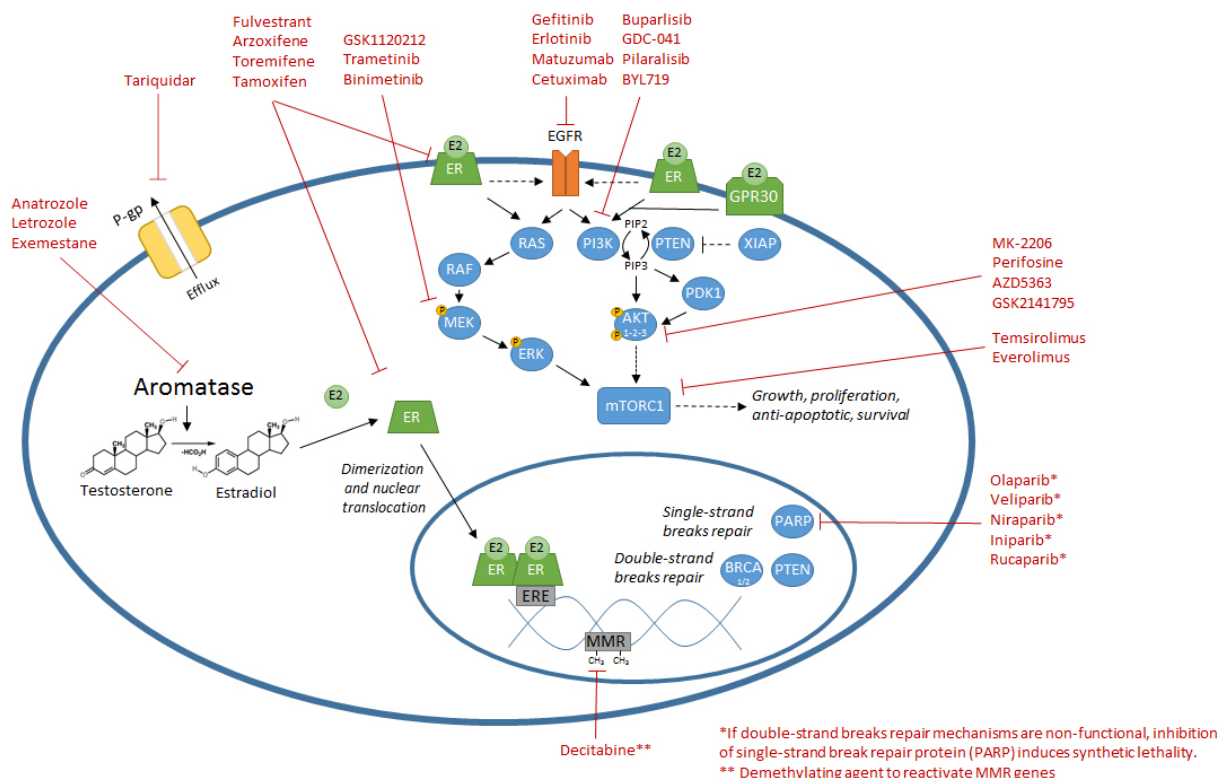 Fulvestrant
Arzoxifene
Toremifene
Tamoxifen
GSK1120212
Trametinib
Binimetinib
Gefitinib
Erlotinib
Matuzumab
Cetuximab
Buparlisib
GDC-041
Pilaralisib
BYL719
Tariquidar
EGFR
E2
ER
E2
ER
E2
GPR30
Anatrozole
Letrozole
Exemestane
P-gp
Efflux
RAS
PI3K
PIP2
PTEN
XIAP
PIP3
RAF
PDK1
MK-2206
Perifosine
AZD5363
GSK2141795
P
MEK
P
P
AKT
1-2-3
P
ERK
Temsirolimus
Everolimus
Aromatase
E2
ER
mTORC1
Growth, proliferation,
anti-apoptotic, survival
CH₃
CH₃
O
H
O
-HCO₂H
CH₃
O
H
H
O
Testosterone
Estradiol
Dimerization
and nuclear
translocation
Single-strand
breaks repair
PARP
Olaparib*
Veliparib*
Niraparib*
Iniparib*
Rucaparib*
Double-strand
breaks repair
BRCA
1/2
PTEN
E2
E2
ER
ER
ERE
MMR
CH₃
CH₃
Decitabine**
*If double-strand breaks repair mechanisms are non-functional, inhibition
of single-strand break repair protein (PARP) induces synthetic lethality.
** Demethylating agent to reactivate MMR genes